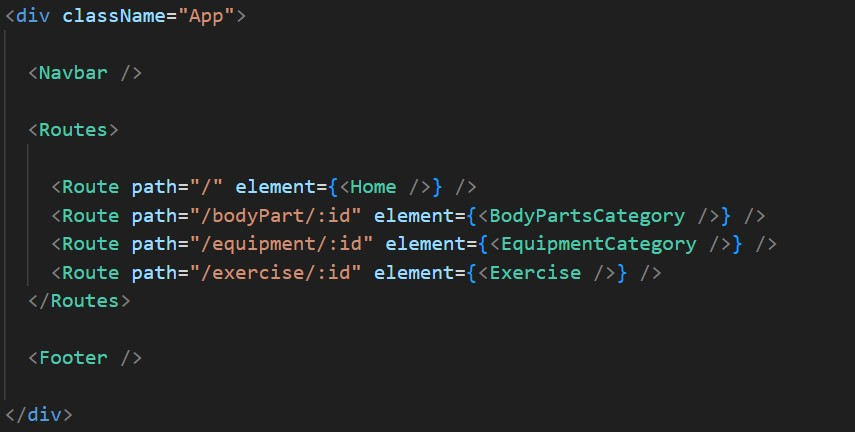 <div className="App">
<Navbar />
<Routes>
<Route path="/" element={<Home />} />
<Route path="/bodyPart/:id" element={<BodyPartsCategory />} />
<Route path="/equipment/:id" element={<EquipmentCategory />} />
<Route path="/exercise/:id" element={<Exercise />} />
</Routes>
<Footer />
</div>